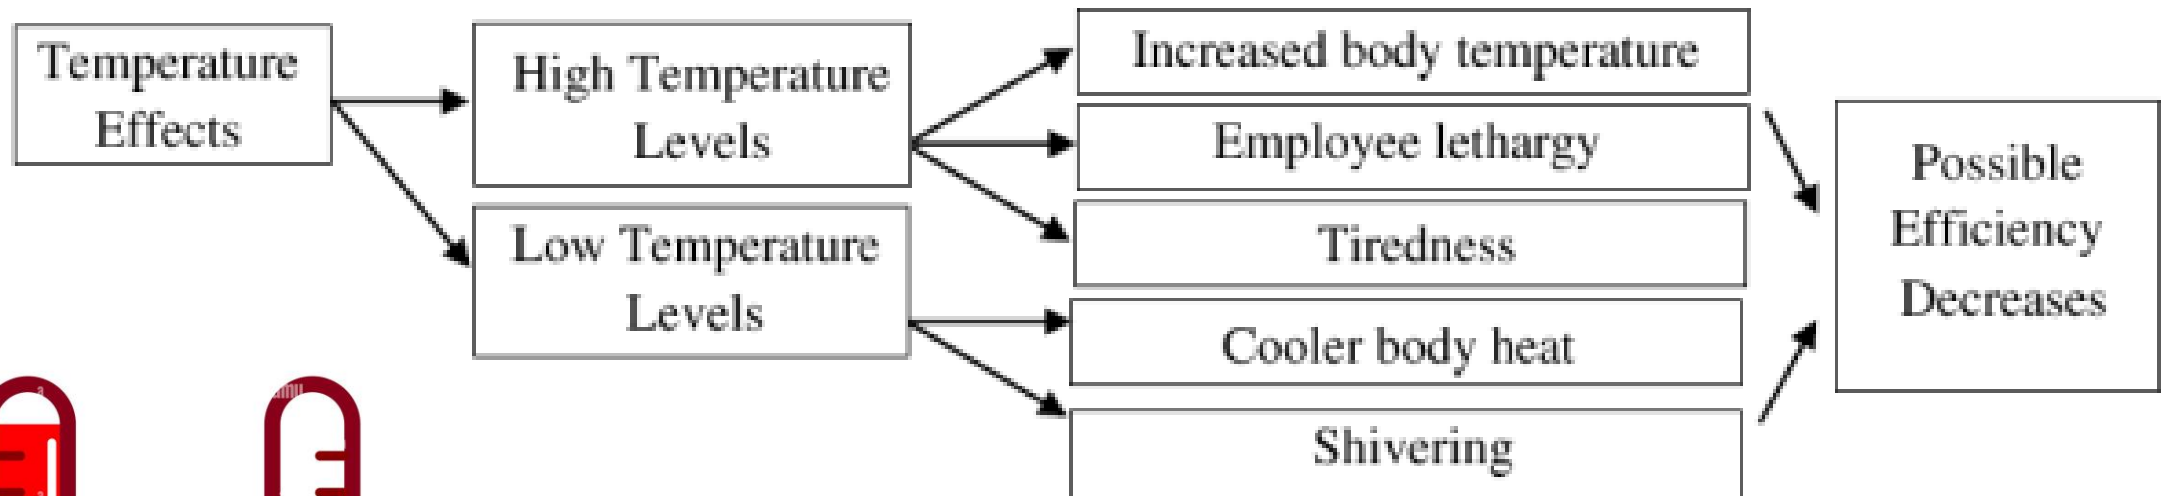 Temperature
Effects
High Temperature
Levels
Low Temperature
Levels
Increased body temperature
Employee lethargy
Tiredness
Cooler body heat
Shivering
Possible
Efficiency
Decreases
a